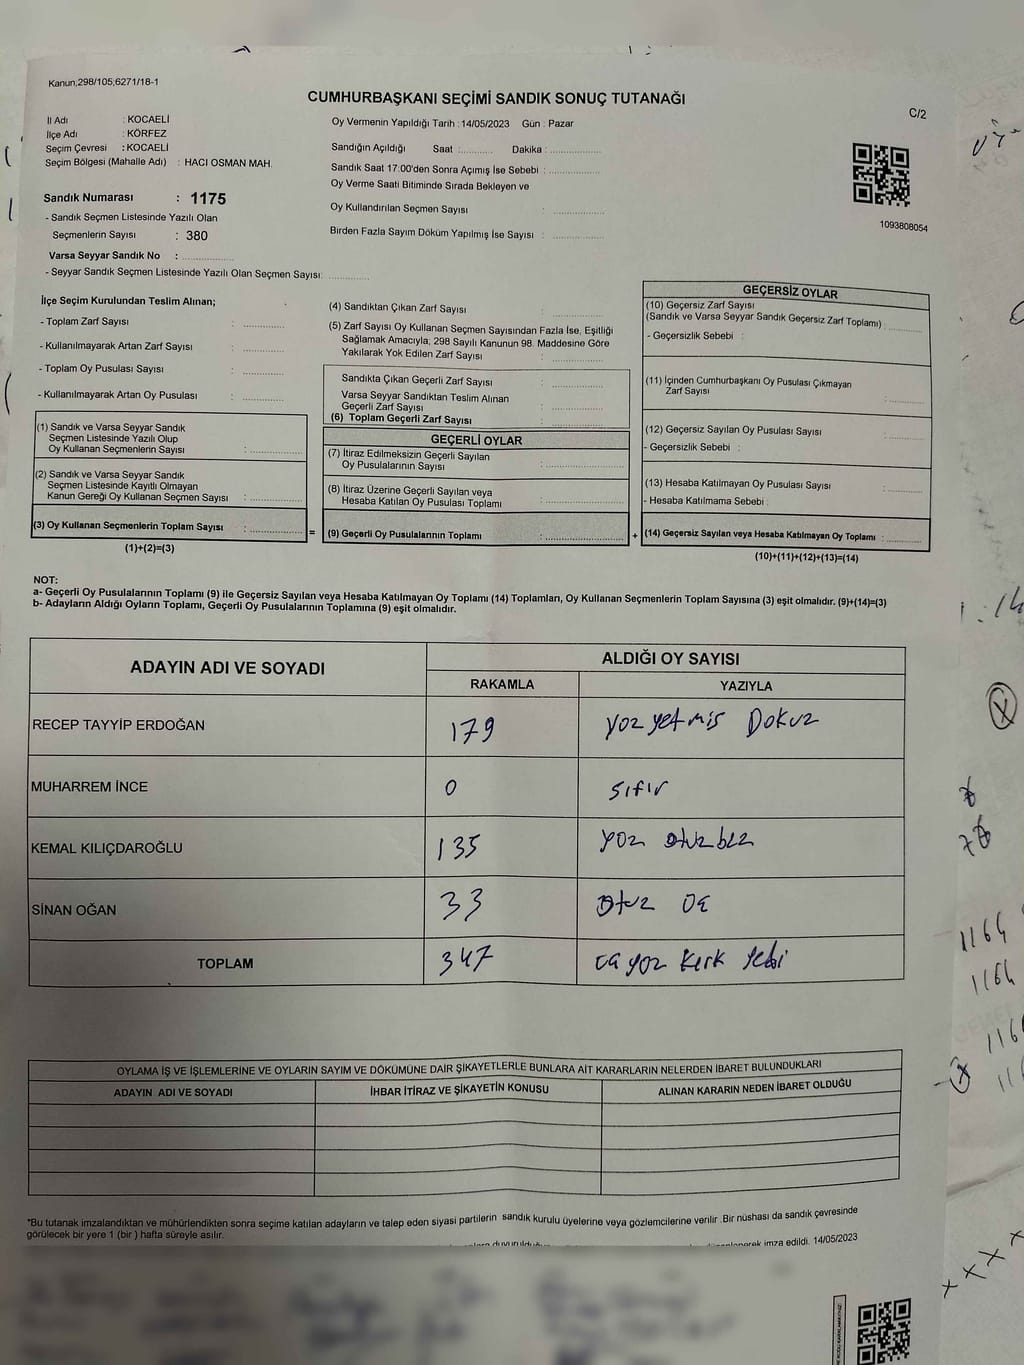 Kanun;298/105,6271/18-1
CUMHURBAŞKANI SEÇİMİ SANDIK SONUÇ TUTANAĞI
C/2
İl Adı : KOCAELİ
İlçe Adı : KÖRFEZ
Seçim Çevresi : KOCAELİ
Seçim Bölgesi (Mahalle Adı) : HACI OSMAN MAH.
Oy Vermenin Yapıldığı Tarih : 14/05/2023 Gün : Pazar
Sandığın Açıldığı Saat :.......... Dakika :..............
Sandık Saat 17:00'den Sonra Açımış İse Sebebi :..............
Oy Verme Saati Bitiminde Sırada Bekleyen ve
Oy Kullandırılan Seçmen Sayısı : ..............
Birden Fazla Sayım Döküm Yapılmış İse Sayısı : ..............
1093808054
Sandık Numarası : 1175
- Sandık Seçmen Listesinde Yazılı Olan
Seçmenlerin Sayısı : 380
Varsa Seyyar Sandık No : ..............
- Seyyar Sandık Seçmen Listesinde Yazılı Olan Seçmen Sayısı: ..........
İlçe Seçim Kurulundan Teslim Alınan;
- Toplam Zarf Sayısı : ..........
- Kullanılmayarak Artan Zarf Sayısı : ..........
- Toplam Oy Pusulası Sayısı : ..........
- Kullanılmayarak Artan Oy Pusulası : ..........
(1) Sandık ve Varsa Seyyar Sandık
Seçmen Listesinde Yazılı Olup
Oy Kullanan Seçmenlerin Sayısı : ..............
(2) Sandık ve Varsa Seyyar Sandık
Seçmen Listesinde Kayıtlı Olmayan
Kanun Gereği Oy Kullanan Seçmen Sayısı : ..............
(3) Oy Kullanan Seçmenlerin Toplam Sayısı : ..............
(1)+(2)=(3)
=
(4) Sandıktan Çıkan Zarf Sayısı : ..............
(5) Zarf Sayısı Oy Kullanan Seçmen Sayısından Fazla İse, Eşitliği
Sağlamak Amacıyla; 298 Sayılı Kanunun 98. Maddesine Göre
Yakılarak Yok Edilen Zarf Sayısı : ..............
Sandıkta Çıkan Geçerli Zarf Sayısı : ..............
Varsa Seyyar Sandıktan Teslim Alınan
Geçerli Zarf Sayısı : ..............
(6) Toplam Geçerli Zarf Sayısı : ..............
GEÇERLİ OYLAR
(7) İtiraz Edilmeksizin Geçerli Sayılan
Oy Pusulalarının Sayısı : ..............
(8) İtiraz Üzerine Geçerli Sayılan veya
Hesaba Katılan Oy Pusulası Toplamı : ..............
(9) Geçerli Oy Pusulalarının Toplamı : ..............
+
GEÇERSİZ OYLAR
(10) Geçersiz Zarf Sayısı
(Sandık ve Varsa Seyyar Sandık Geçersiz Zarf Toplamı) : ..........
- Geçersizlik Sebebi :
(11) İçinden Cumhurbaşkanı Oy Pusulası Çıkmayan
Zarf Sayısı : ..........
(12) Geçersiz Sayılan Oy Pusulası Sayısı : ..........
- Geçersizlik Sebebi :
(13) Hesaba Katılmayan Oy Pusulası Sayısı : ..........
- Hesaba Katılmama Sebebi :
(14) Geçersiz Sayılan veya Hesaba Katılmayan Oy Toplamı : ..........
(10)+(11)+(12)+(13)=(14)
NOT:
a- Geçerli Oy Pusulalarının Toplamı (9) ile Geçersiz Sayılan veya Hesaba Katılmayan Oy Toplamı (14) Toplamları, Oy Kullanan Seçmenlerin Toplam Sayısına (3) eşit olmalıdır. (9)+(14)=(3)
b- Adayların Aldığı Oyların Toplamı, Geçerli Oy Pusulalarının Toplamına (9) eşit olmalıdır.
ADAYIN ADI VE SOYADI
ALDIĞI OY SAYISI
RAKAMLA YAZIYLA
RECEP TAYYİP ERDOĞAN 179 yüz yetmiş Dokuz
MUHARREM İNCE 0 sıfır
KEMAL KILIÇDAROĞLU 135 yüz otuz beş
SİNAN OĞAN 33 otuz üç
TOPLAM 347 üç yüz kırk yedi
OYLAMA İŞ VE İŞLEMLERİNE VE OYLARIN SAYIM VE DÖKÜMÜNE DAİR ŞİKAYETLERLE BUNLARA AİT KARARLARIN NELERDEN İBARET BULUNDUKLARI
ADAYIN ADI VE SOYADI İHBAR İTİRAZ VE ŞİKAYETİN KONUSU ALINAN KARARIN NEDEN İBARET OLDUĞU
*Bu tutanak imzalandıktan ve mühürlendikten sonra seçime katılan adayların ve talep eden siyasi partilerin sandık kurulu üyelerine veya gözlemcilerine verilir .Bir nüshası da sandık çevresinde
görülecek bir yere 1 (bir ) hafta süreyle asılır.
imza edildi. 14/05/2023
1164
1164